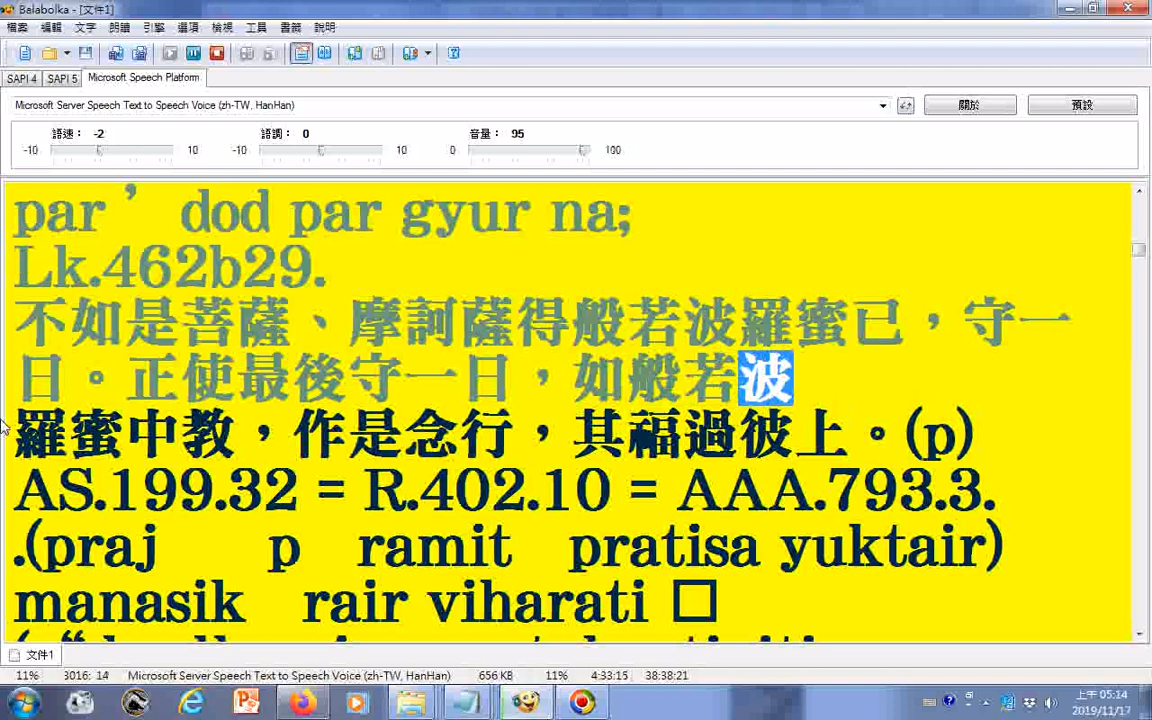 Balabolka - [文件1]
檔案 編輯 文字 朗讀 引擎 選項 檢視 工具 書籤 說明
SAPI 4 SAPI 5 Microsoft Speech Platform
Microsoft Server Speech Text to Speech Voice (zh-TW, HanHan) 關於 預設
語速： -2 語調： 0 音量： 95
-10 10 -10 10 0 100
par ’ dod par gyur na;
Lk.462b29.
不如是菩薩、摩訶薩得般若波羅蜜已，守一
日。正使最後守一日，如般若波
羅蜜中教，作是念行，其福過彼上。(p)
AS.199.32 = R.402.10 = AAA.793.3.
.(praj p ramit pratisa yuktair)
manasik rair viharati □
文件1
11% 3016: 14 Microsoft Server Speech Text to Speech Voice (zh-TW, HanHan) 656 KB 11% 4:33:15 38:38:21
上午 05:14
2019/11/17